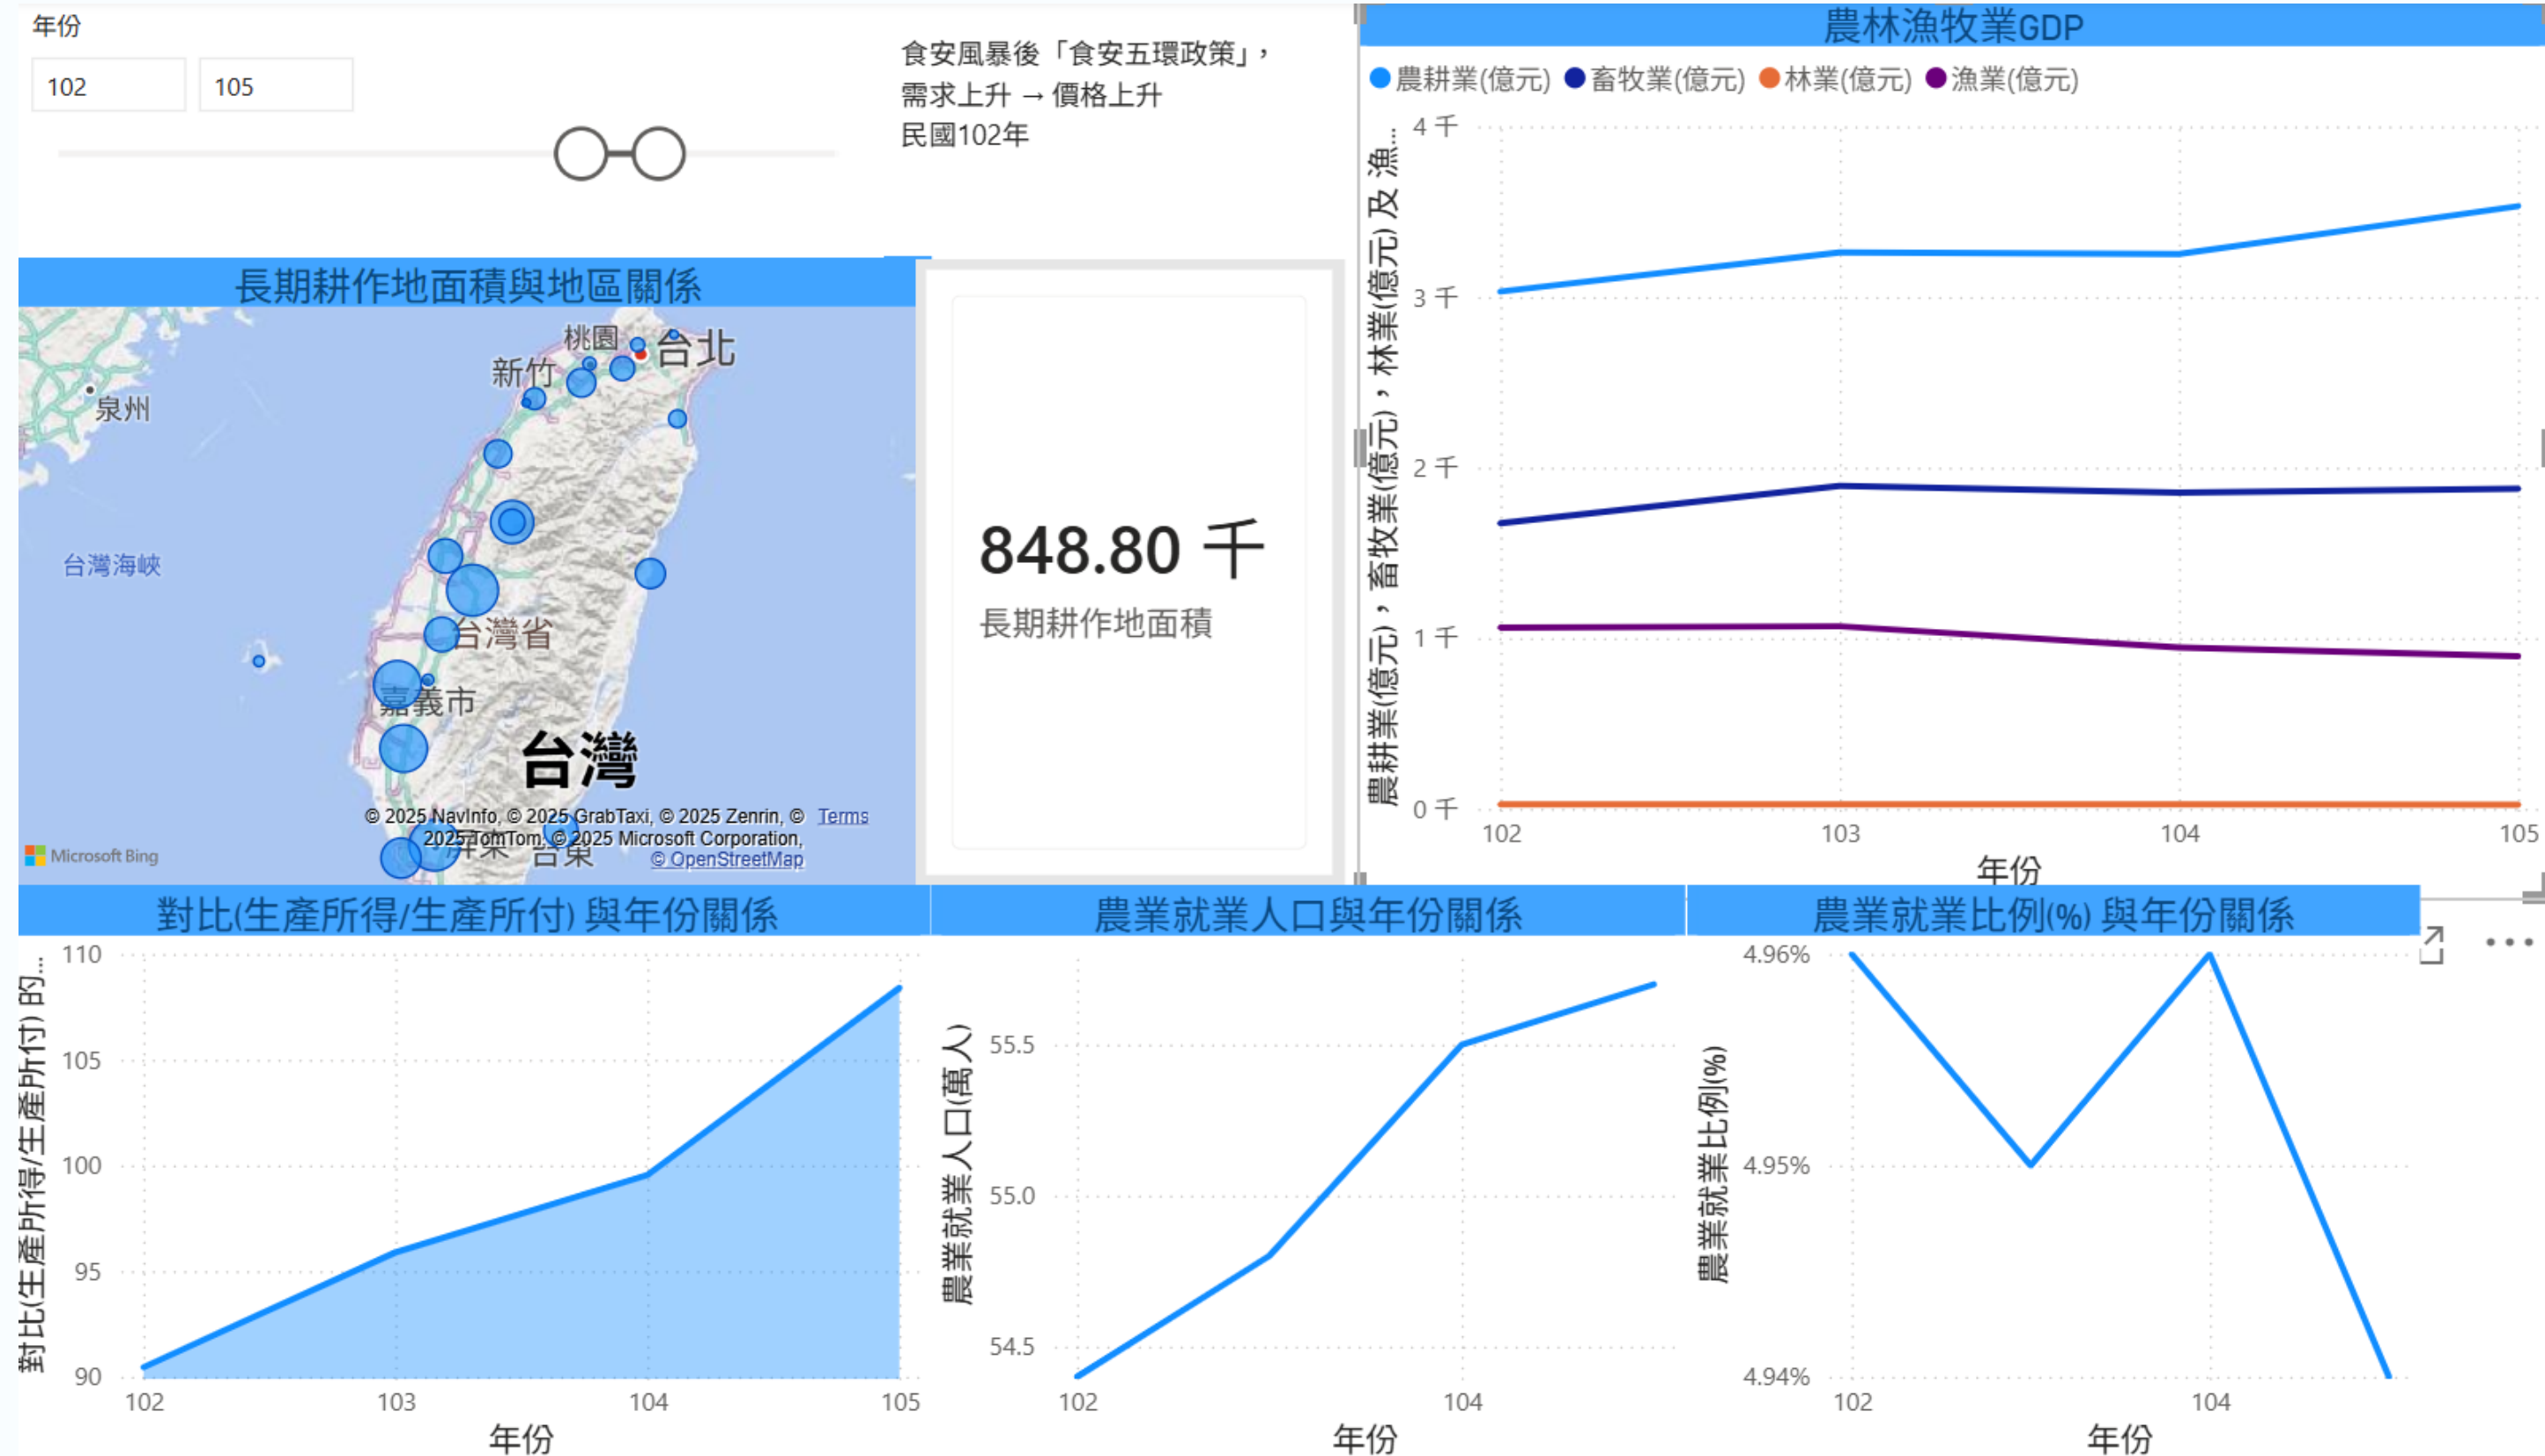 年份
102
105
食安風暴後「食安五環政策」，
需求上升 → 價格上升
民國102年
長期耕作地面積與地區關係
桃園
台北
新竹
泉州
台灣海峽
台灣省
嘉義市
台灣
屏東
台東
© 2025 NavInfo, © 2025 GrabTaxi, © 2025 Zenrin, © Terms
2025 TomTom, © 2025 Microsoft Corporation,
© OpenStreetMap
Microsoft Bing
848.80 千
長期耕作地面積
農林漁牧業GDP
農耕業(億元) 畜牧業(億元) 林業(億元) 漁業(億元)
農耕業(億元)，畜牧業(億元)，林業(億元) 及 漁...
4 千
3 千
2 千
1 千
0 千
102
103
104
105
年份
對比(生產所得/生產所付) 與年份關係
對比(生產所得/生產所付) 的...
110
105
100
95
90
102
103
104
105
年份
農業就業人口與年份關係
農業就業人口(萬人)
55.5
55.0
54.5
102
104
年份
農業就業比例(%) 與年份關係
農業就業比例(%)
4.96%
4.95%
4.94%
102
104
年份